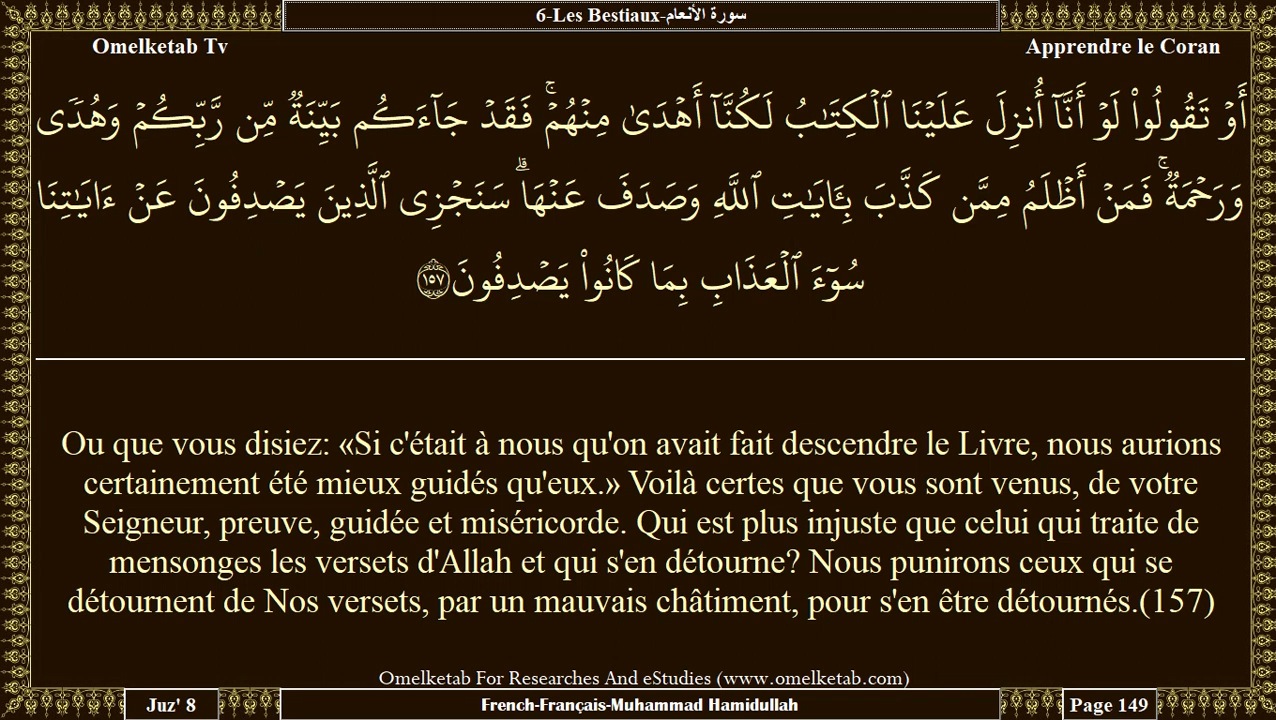 6-Les Bestiaux-سورة الأنعام
Omelketab Tv
Apprendre le Coran
أَوۡ تَقُولُواْ لَوۡ أَنَّآ أُنزِلَ عَلَيۡنَا ٱلۡكِتَٰبُ لَكُنَّآ أَهۡدَىٰ مِنۡهُمۡۚ فَقَدۡ جَآءَكُم بَيِّنَةٞ مِّن رَّبِّكُمۡ وَهُدٗى
وَرَحۡمَةٞۚ فَمَنۡ أَظۡلَمُ مِمَّن كَذَّبَ بِـَٔايَٰتِ ٱللَّهِ وَصَدَفَ عَنۡهَاۗ سَنَجۡزِى ٱلَّذِينَ يَصۡدِفُونَ عَنۡ ءَايَٰتِنَا
سُوٓءَ ٱلۡعَذَابِ بِمَا كَانُواْ يَصۡدِفُونَ ١٥٧
Ou que vous disiez: «Si c'était à nous qu'on avait fait descendre le Livre, nous aurions
certainement été mieux guidés qu'eux.» Voilà certes que vous sont venus, de votre
Seigneur, preuve, guidée et miséricorde. Qui est plus injuste que celui qui traite de
mensonges les versets d'Allah et qui s'en détourne? Nous punirons ceux qui se
détournent de Nos versets, par un mauvais châtiment, pour s'en être détournés.(157)
Omelketab For Researches And eStudies (www.omelketab.com)
Juz' 8
French-Français-Muhammad Hamidullah
Page 149